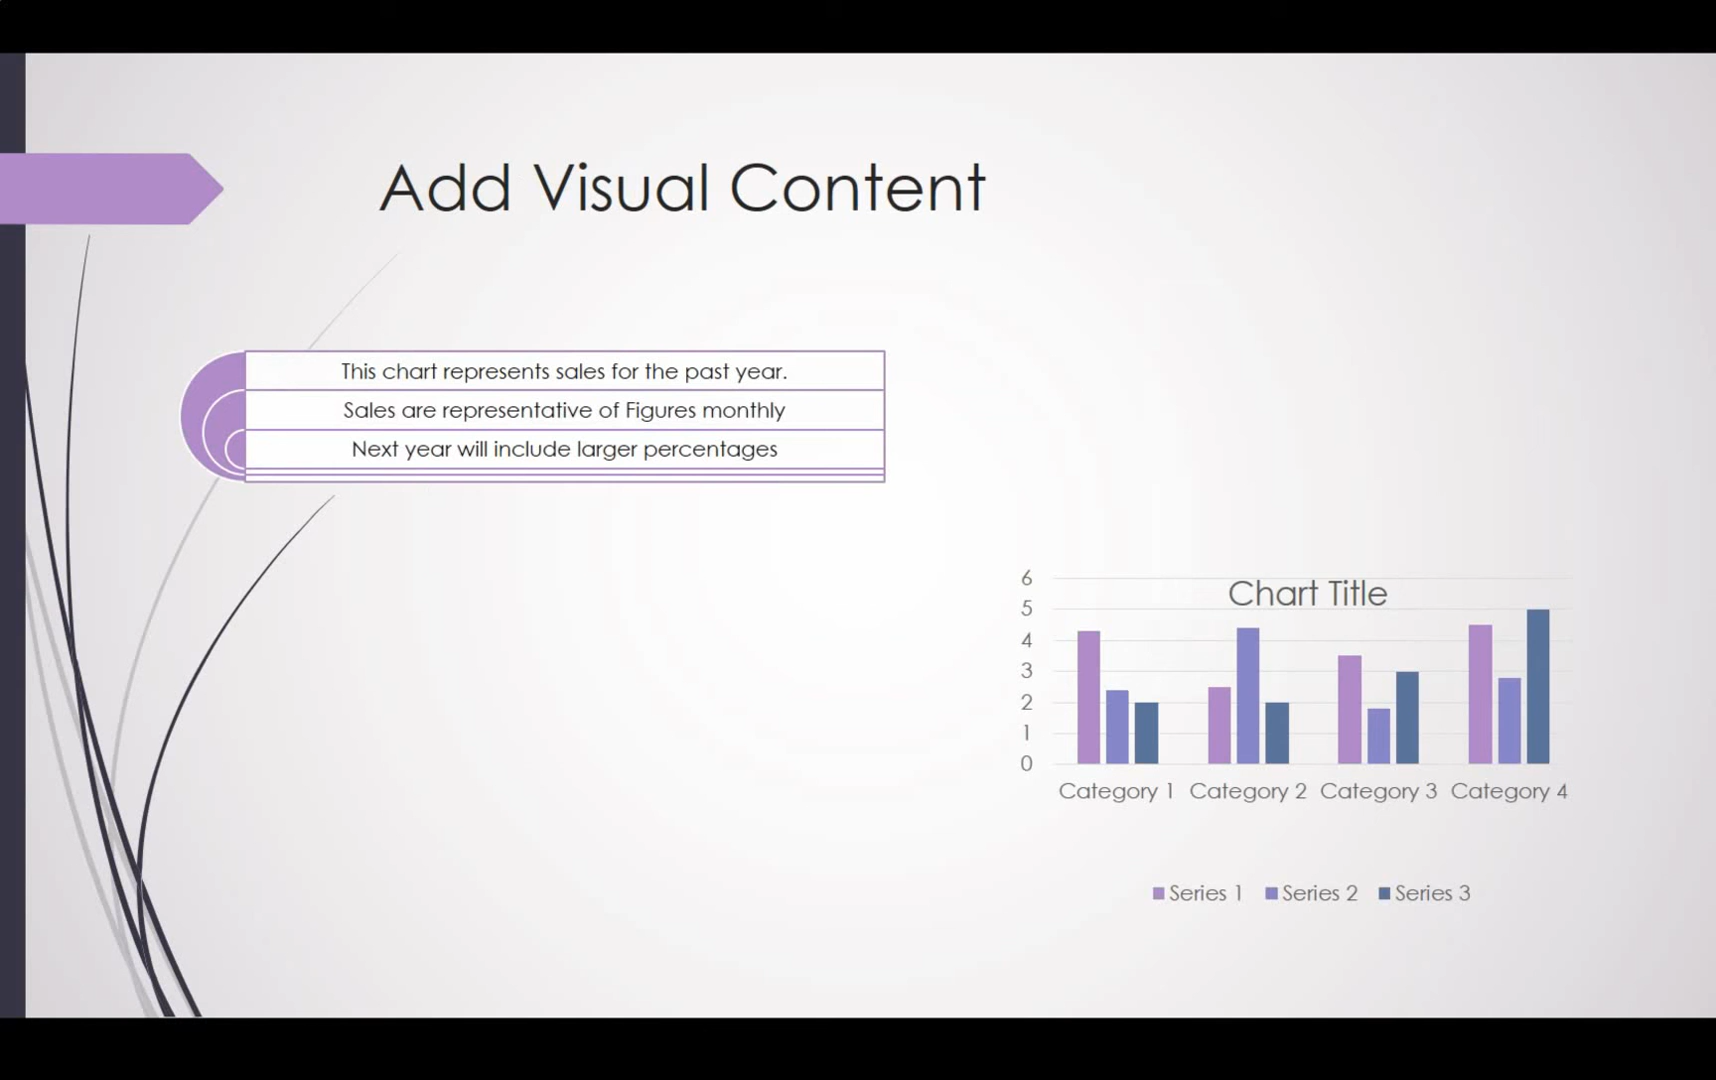 Add Visual Content
This chart represents sales for the past year.
Sales are representative of Figures monthly
Next year will include larger percentages
Chart Title
6
5
4
3
2
1
0
Category 1 Category 2 Category 3 Category 4
Series 1 Series 2 Series 3